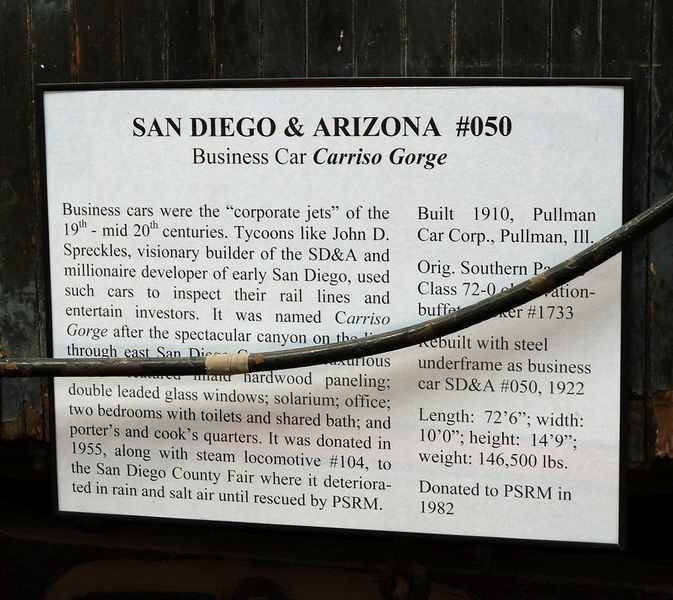 SAN DIEGO & ARIZONA #050
Business Car Carriso Gorge
Business cars were the “corporate jets” of the
19th - mid 20th centuries. Tycoons like John D.
Spreckles, visionary builder of the SD&A and
millionaire developer of early San Diego, used
such cars to inspect their rail lines and
entertain investors. It was named Carriso
Gorge after the spectacular canyon on the
through east San Diego
hardwood paneling;
double leaded glass windows; solarium; office;
two bedrooms with toilets and shared bath; and
porter’s and cook’s quarters. It was donated in
1955, along with steam locomotive #104, to
the San Diego County Fair where it deteriora-
ted in rain and salt air until rescued by PSRM.
Built 1910, Pullman
Car Corp., Pullman, Ill.
Orig. Southern
Class 72-0
#1733
Rebuilt with steel
underframe as business
car SD&A #050, 1922
Length: 72’6”; width:
10’0”; height: 14’9”;
weight: 146,500 lbs.
Donated to PSRM in
1982